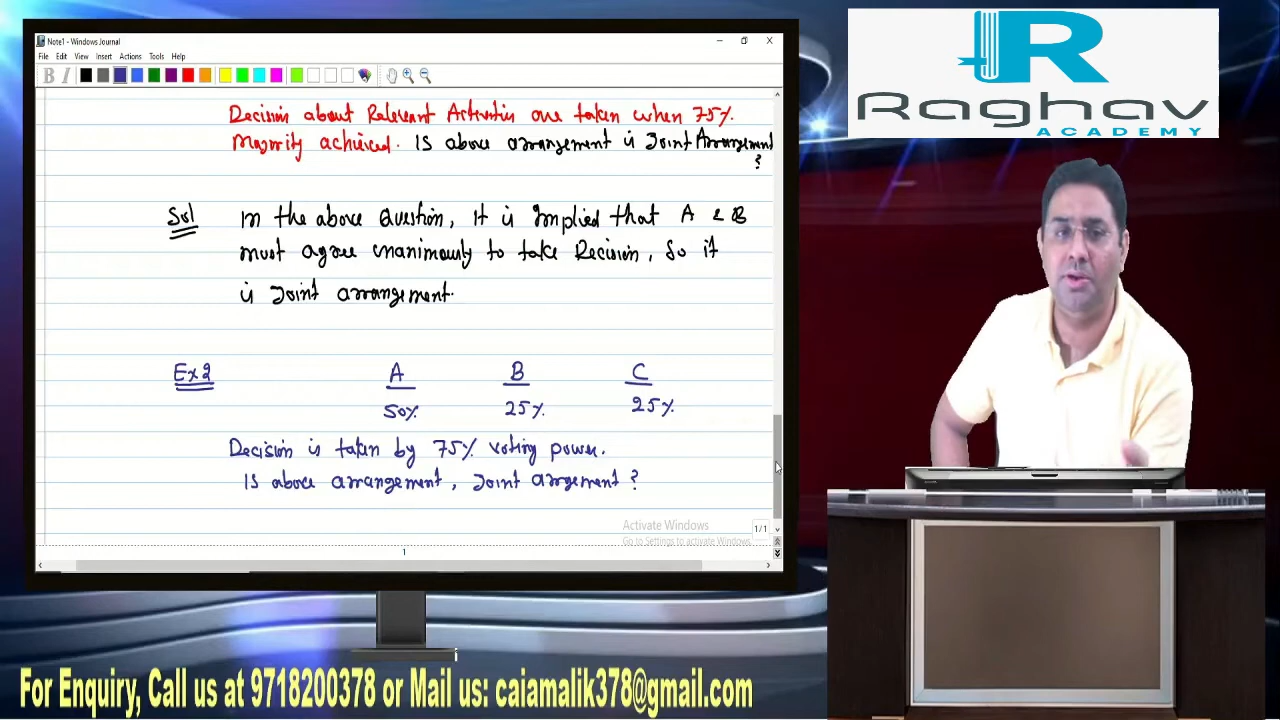 Note1 - Windows Journal
File Edit View Insert Actions Tools Help
B I
Decision about Relevant Activities are taken when 75%.
Majority achieved. Is above arrangement is Joint Arrangement
?
Sol In the above Question, It is Implied that A & B
must agree unanimously to take Decision, So it
is Joint arrangement.
Ex 2 A B C
50% 25% 25%
Decision is taken by 75% voting power.
Is above arrangement, Joint arrgement ?
Activate Windows
Go to Settings to activate Windows.
1/1
1
R
Raghav
ACADEMY
For Enquiry, Call us at 9718200378 or Mail us: caiamalik378@gmail.com